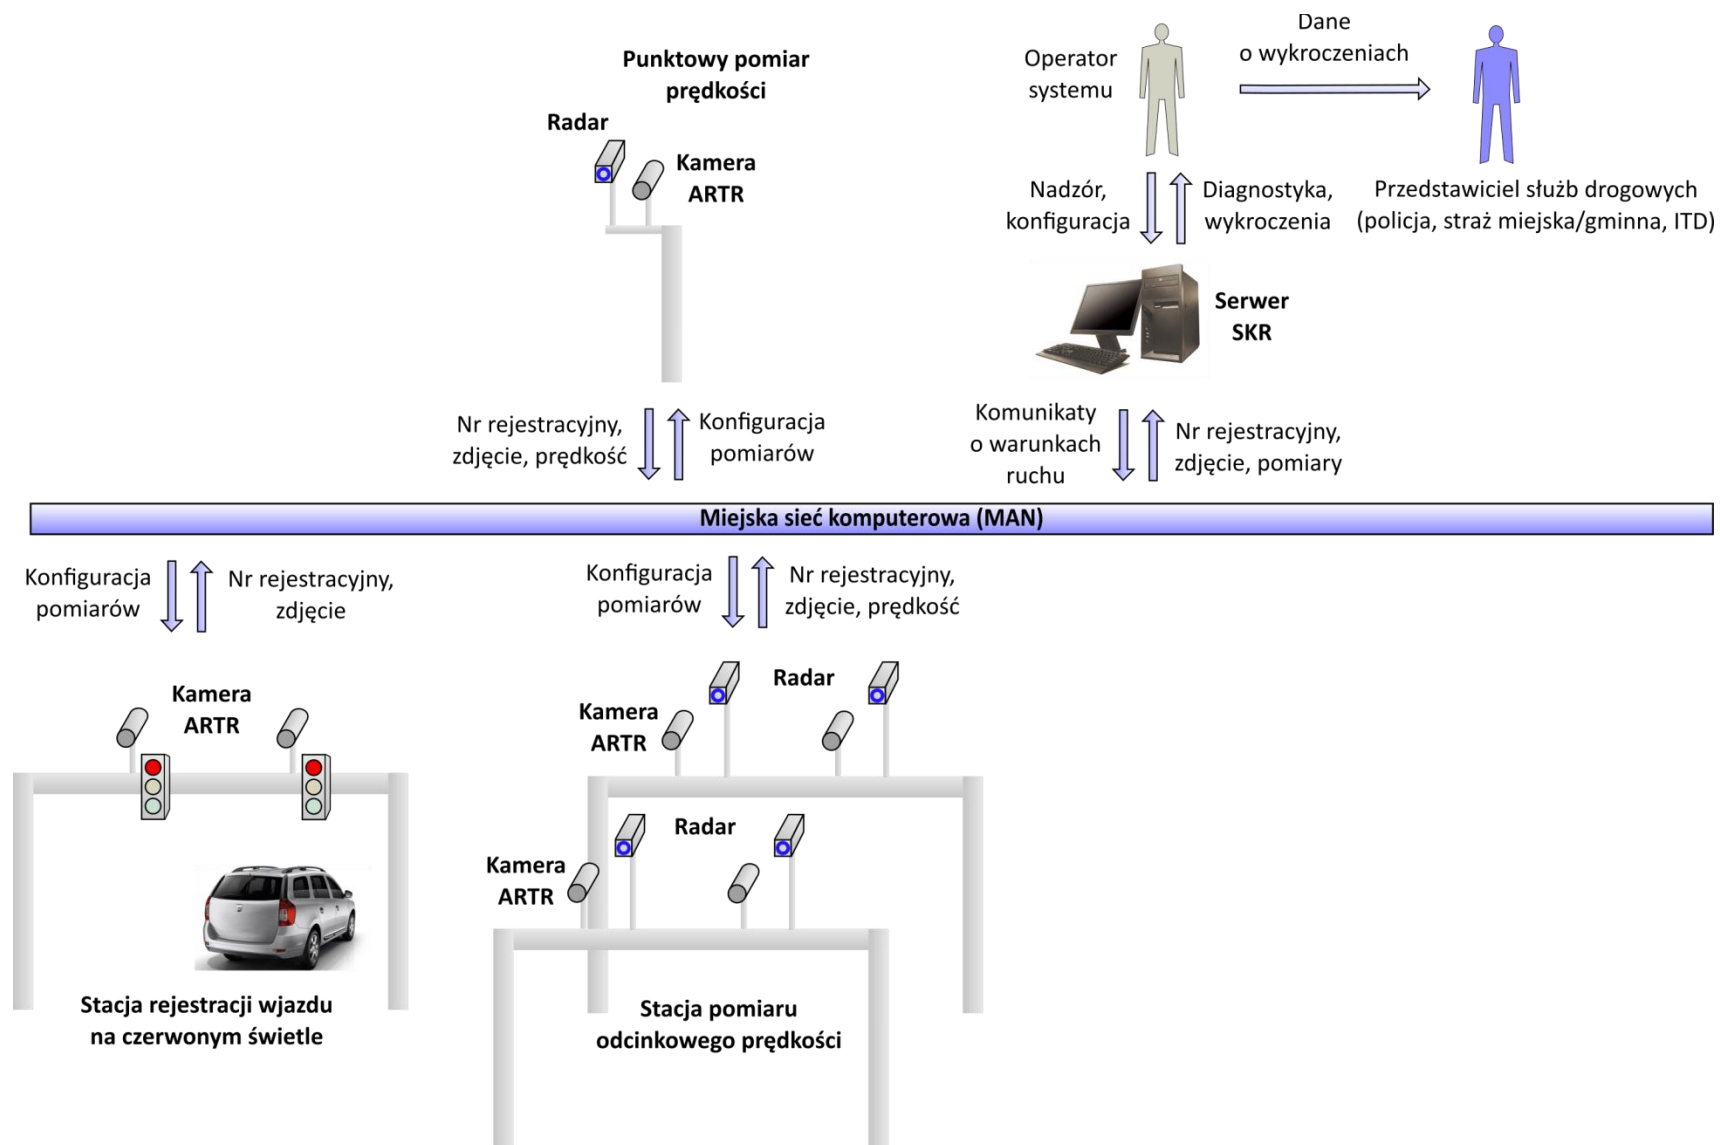 Punktowy pomiar
prędkości
Radar
Kamera
ARTR
Operator
systemu
Dane
o wykroczeniach
Nadzór,
konfiguracja
Diagnostyka,
wykroczenia
Przedstawiciel służb drogowych
(policja, straż miejska/gminna, ITD)
Serwer
SKR
Nr rejestracyjny,
zdjęcie, prędkość
Konfiguracja
pomiarów
Komunikaty
o warunkach
ruchu
Nr rejestracyjny,
zdjęcie, pomiary
Miejska sieć komputerowa (MAN)
Konfiguracja
pomiarów
Nr rejestracyjny,
zdjęcie
Konfiguracja
pomiarów
Nr rejestracyjny,
zdjęcie, prędkość
Kamera
ARTR
Radar
Kamera
ARTR
Radar
Kamera
ARTR
Stacja rejestracji wjazdu
na czerwonym świetle
Stacja pomiaru
odcinkowego prędkości